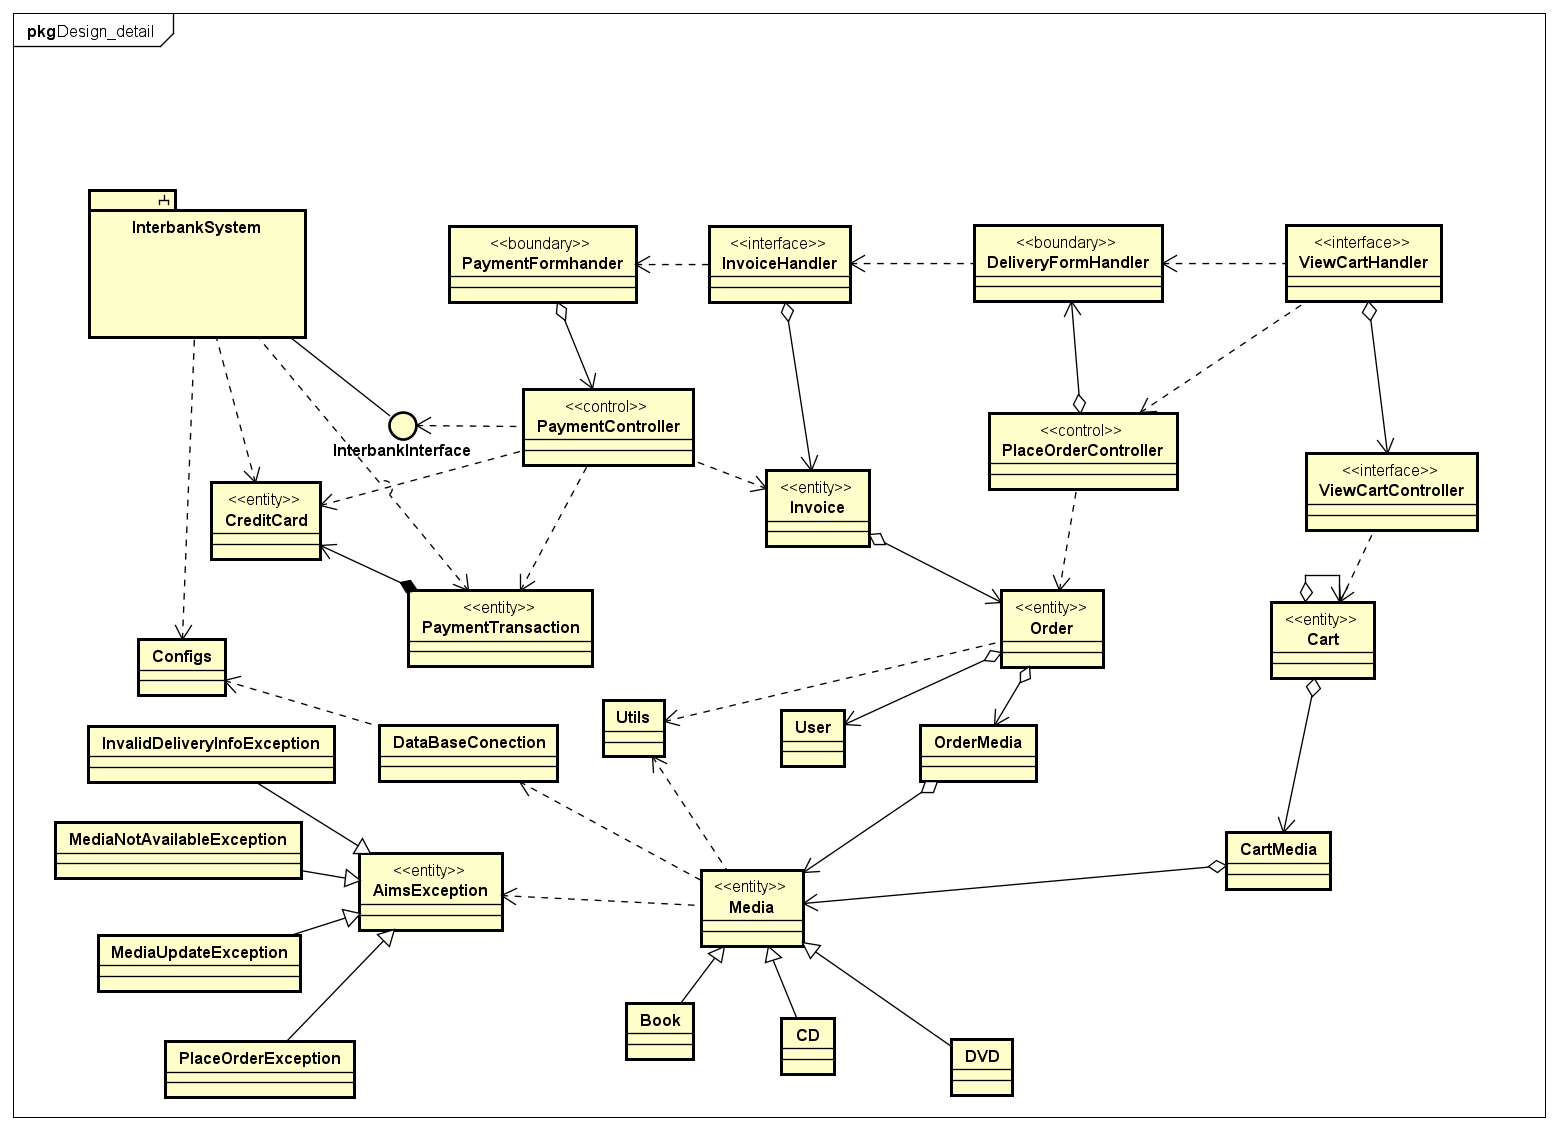 pkgDesign_detail
InterbankSystem
<<boundary>>
PaymentFormhander
<<interface>>
InvoiceHandler
<<boundary>>
DeliveryFormHandler
<<interface>>
ViewCartHandler
<<control>>
PaymentController
InterbankInterface
<<control>>
PlaceOrderController
<<interface>>
ViewCartController
<<entity>>
CreditCard
<<entity>>
Invoice
<<entity>>
PaymentTransaction
<<entity>>
Order
<<entity>>
Cart
Configs
InvalidDeliveryInfoException
DataBaseConection
Utils
User
OrderMedia
MediaNotAvailableException
<<entity>>
AimsException
<<entity>>
Media
CartMedia
MediaUpdateException
Book
CD
DVD
PlaceOrderException